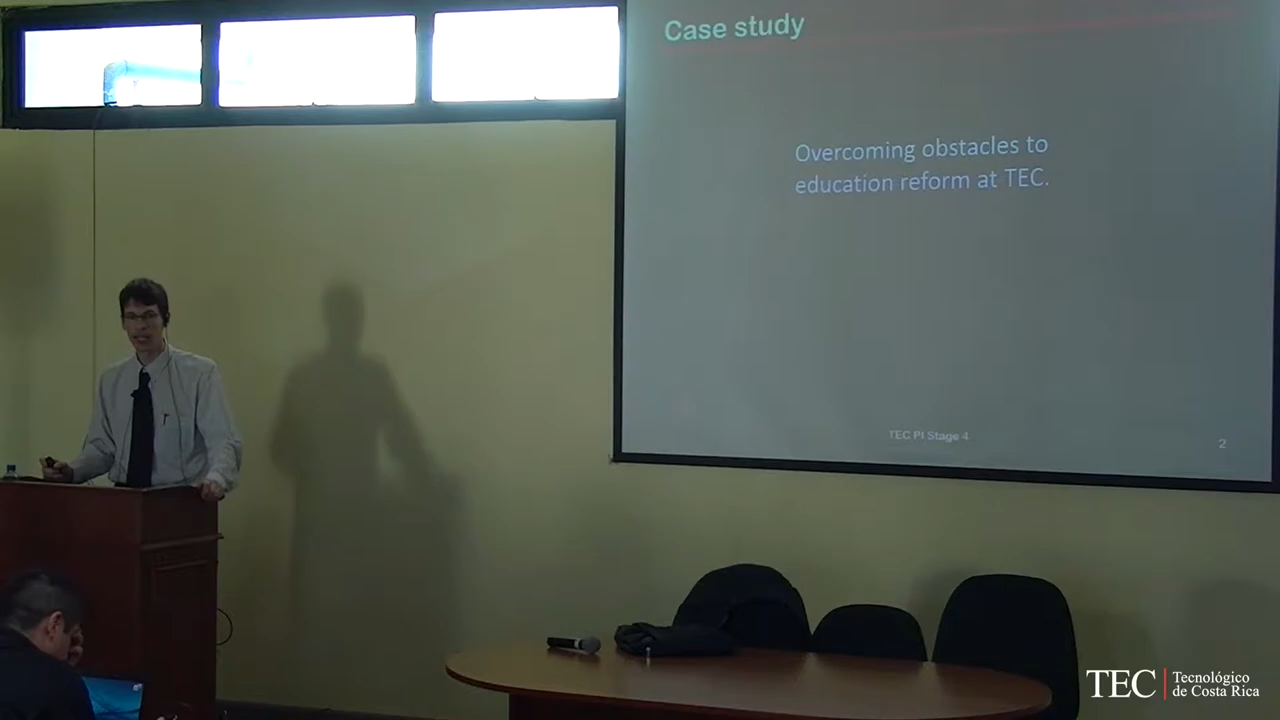 Case study
Overcoming obstacles to
education reform at TEC.
TEC PI Stage 4
2
TEC
Tecnológico
de Costa Rica